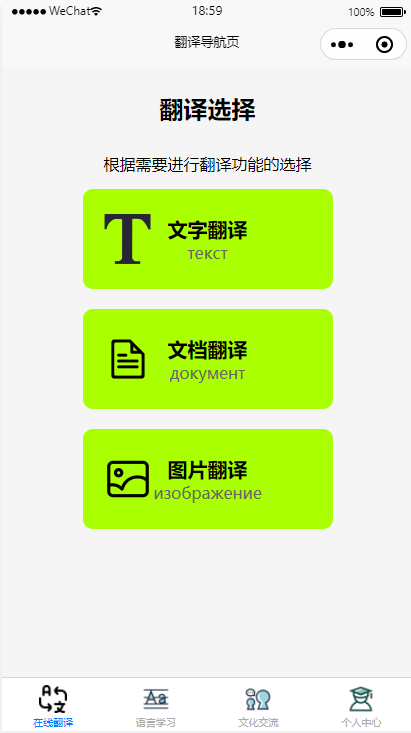 WeChat 18:59 100%
翻译导航页
翻译选择
根据需要进行翻译功能的选择
T
文字翻译
текст
文档翻译
документ
图片翻译
изображение
A 文 Aa
在线翻译 语言学习 文化交流 个人中心